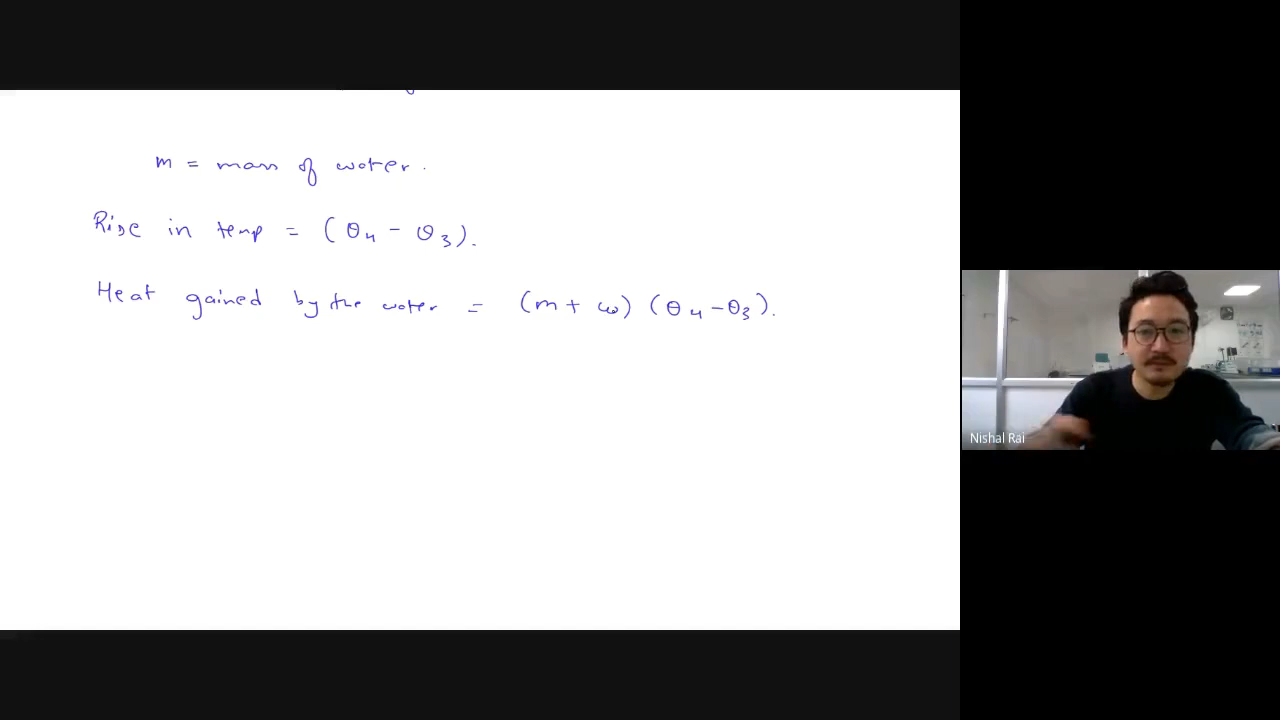 m = mass of water.
Rise in temp = (θ4 - θ3).
Heat gained by the water = (m + ω) (θ4 - θ3).
Nishal Rai